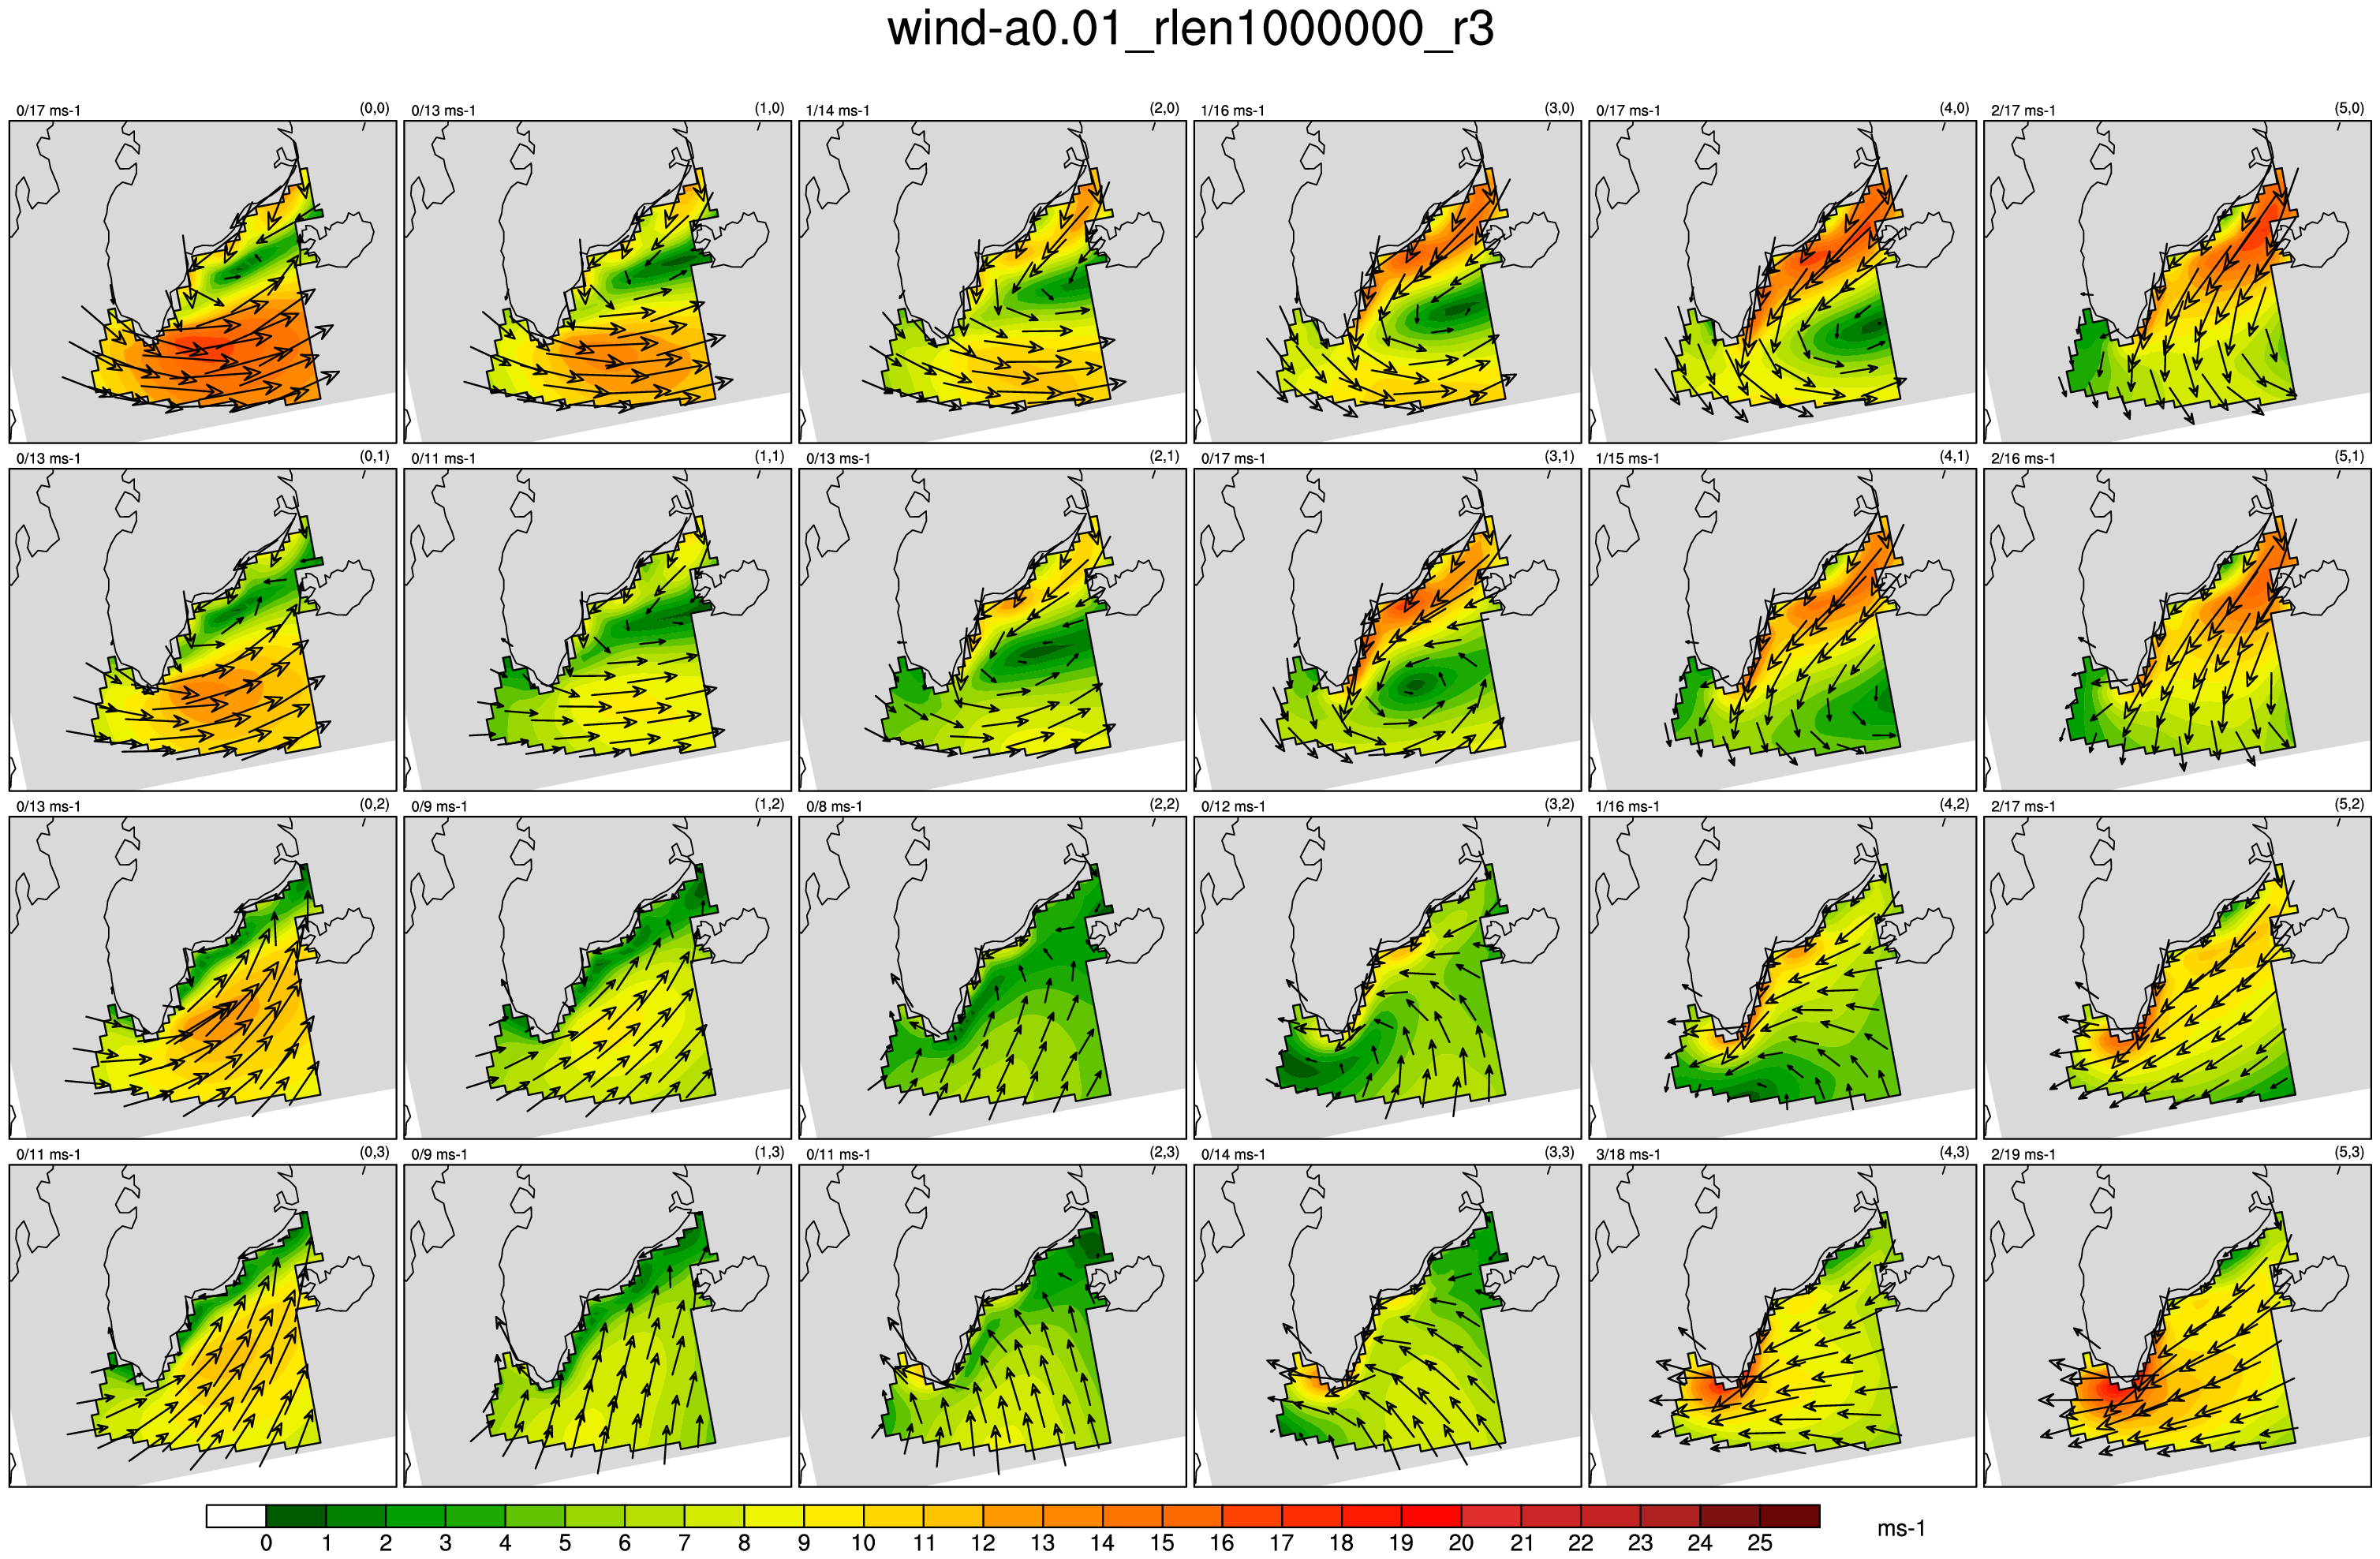 wind-a0.01_rlen1000000_r3
0/17 ms-1 (0,0) 0/13 ms-1 (1,0) 1/14 ms-1 (2,0) 1/16 ms-1 (3,0) 0/17 ms-1 (4,0) 2/17 ms-1 (5,0)
0/13 ms-1 (0,1) 0/11 ms-1 (1,1) 0/13 ms-1 (2,1) 0/17 ms-1 (3,1) 1/15 ms-1 (4,1) 2/16 ms-1 (5,1)
0/13 ms-1 (0,2) 0/9 ms-1 (1,2) 0/8 ms-1 (2,2) 0/12 ms-1 (3,2) 1/16 ms-1 (4,2) 2/17 ms-1 (5,2)
0/11 ms-1 (0,3) 0/9 ms-1 (1,3) 0/11 ms-1 (2,3) 0/14 ms-1 (3,3) 3/18 ms-1 (4,3) 2/19 ms-1 (5,3)
0 1 2 3 4 5 6 7 8 9 10 11 12 13 14 15 16 17 18 19 20 21 22 23 24 25 ms-1